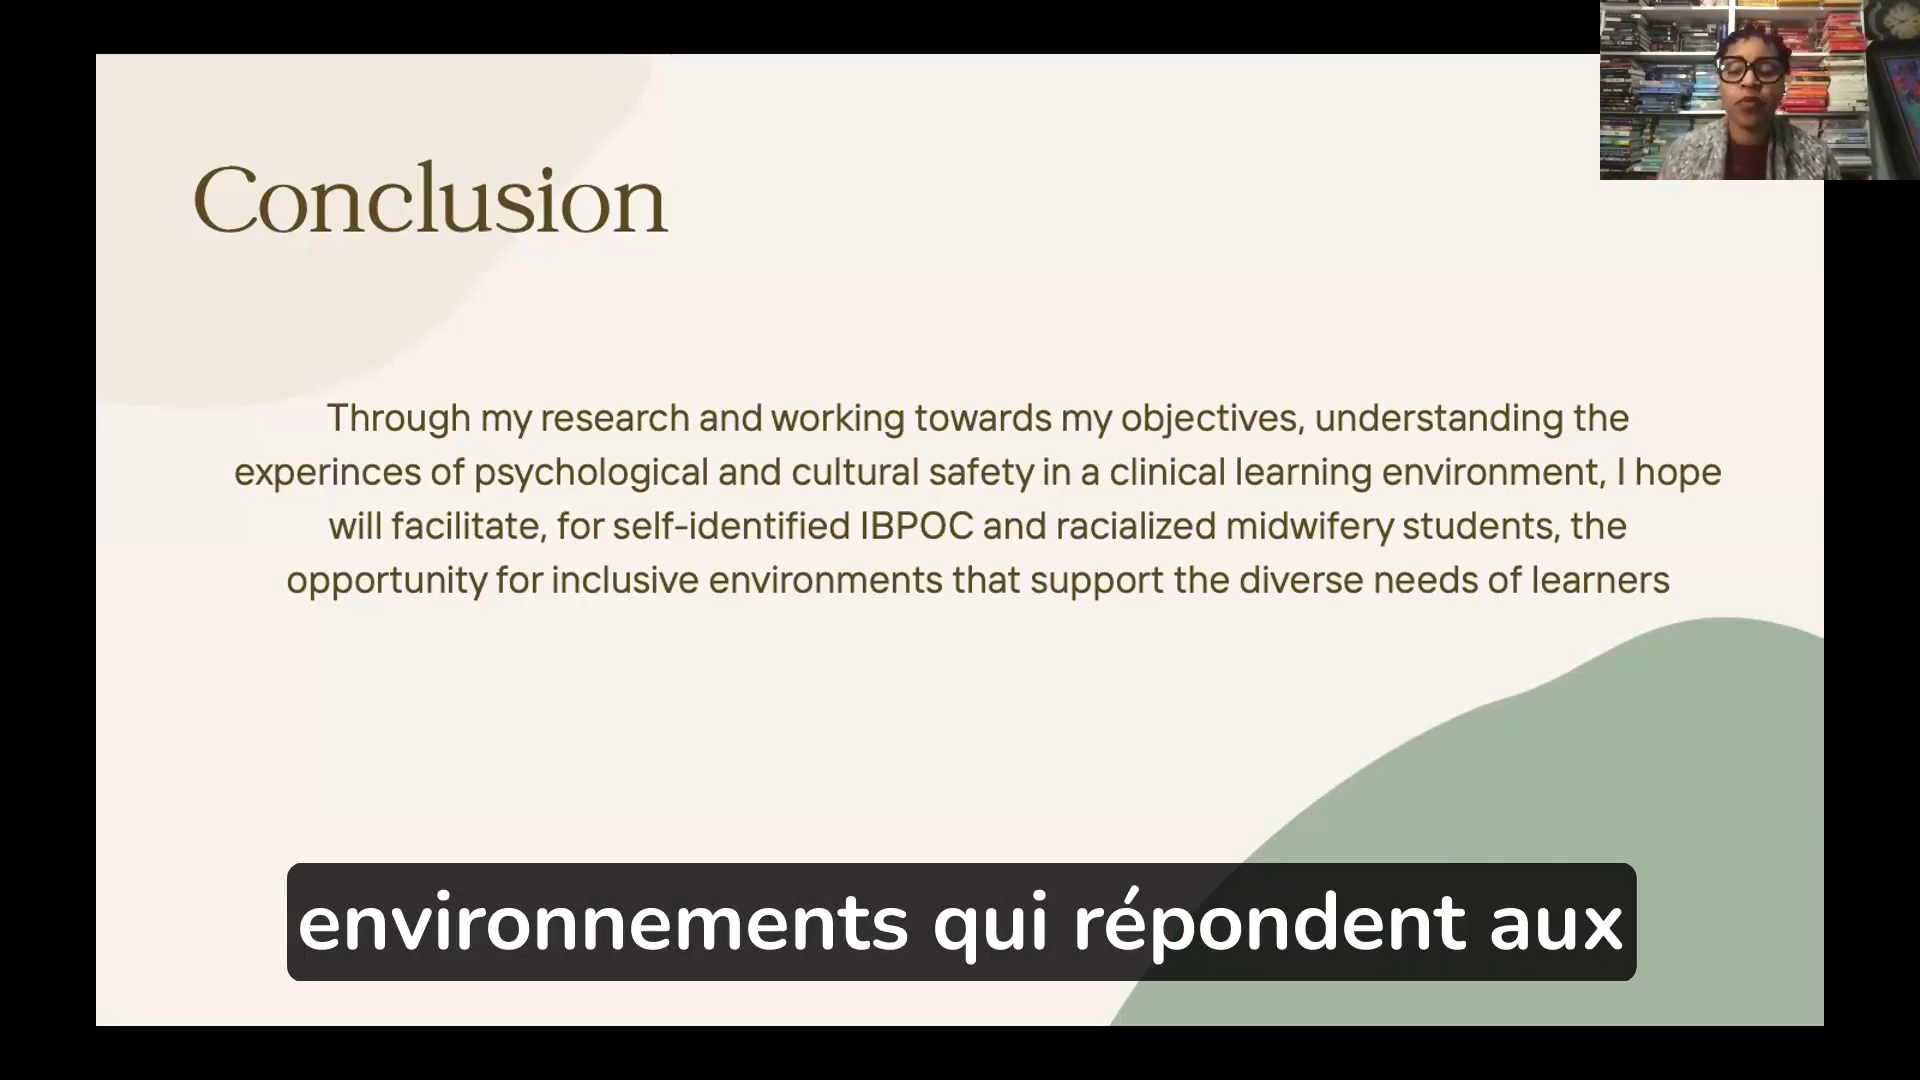 Conclusion
Through my research and working towards my objectives, understanding the
experinces of psychological and cultural safety in a clinical learning environment, I hope
will facilitate, for self-identified IBPOC and racialized midwifery students, the
opportunity for inclusive environments that support the diverse needs of learners
environnements qui répondent aux